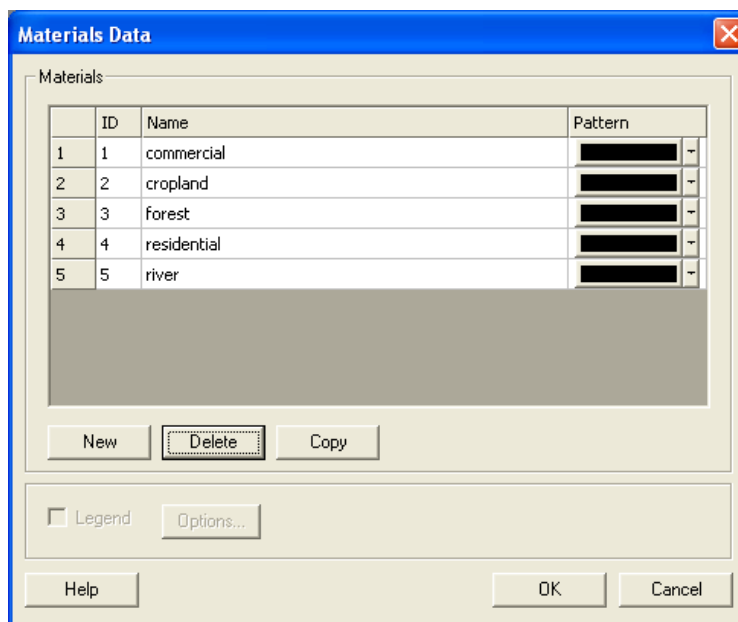 Materials Data
Materials
ID Name Pattern
1 1 commercial
2 2 cropland
3 3 forest
4 4 residential
5 5 river
New Delete Copy
Legend Options...
Help OK Cancel